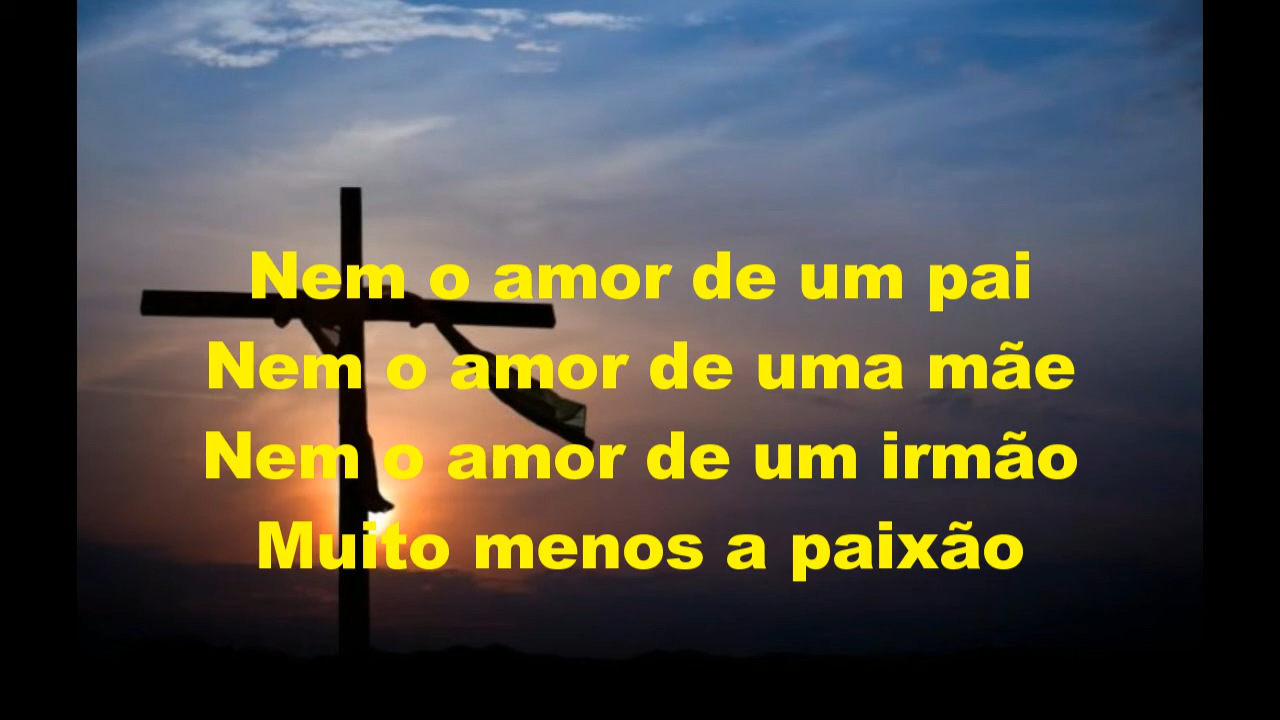 Nem o amor de um pai
Nem o amor de uma mãe
Nem o amor de um irmão
Muito menos a paixão